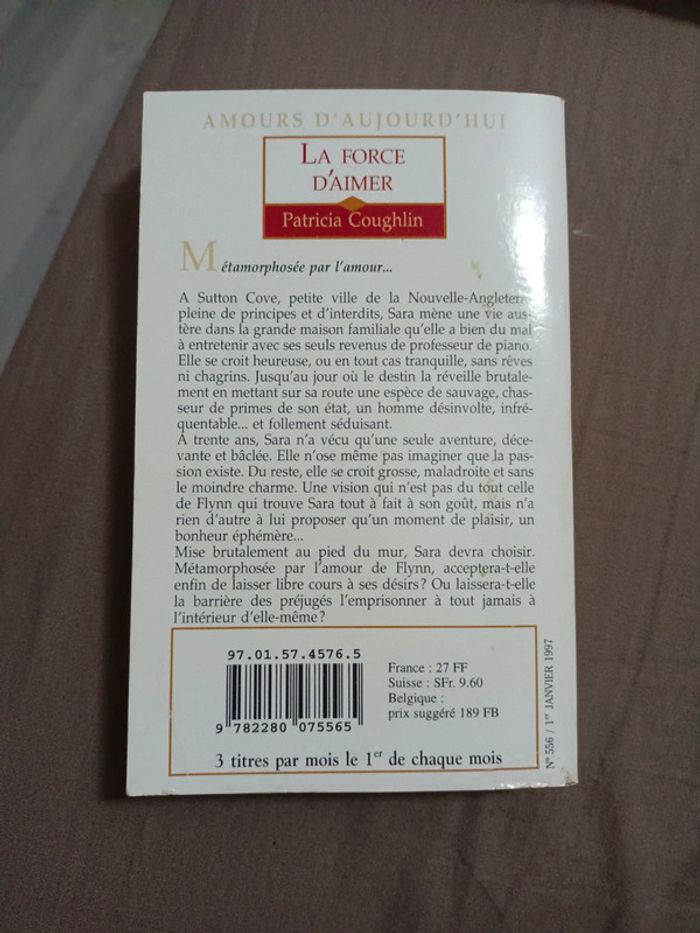 AMOURS D'AUJOURD'HUI
LA FORCE
D'AIMER
Patricia Coughlin
Métamorphosée par l'amour...
A Sutton Cove, petite ville de la Nouvelle-Angleterre
pleine de principes et d'interdits, Sara mène une vie aus-
tère dans la grande maison familiale qu'elle a bien du mal
à entretenir avec ses seuls revenus de professeur de piano.
Elle se croit heureuse, ou en tout cas tranquille, sans rêves
ni chagrins. Jusqu'au jour où le destin la réveille brutale-
ment en mettant sur sa route une espèce de sauvage, chas-
seur de primes de son état, un homme désinvolte, infré-
quentable... et follement séduisant.
A trente ans, Sara n'a vécu qu'une seule aventure, déce-
vante et bâclée. Elle n'ose même pas imaginer que la pas-
sion existe. Du reste, elle se croit grosse, maladroite et sans
le moindre charme. Une vision qui n'est pas du tout celle
de Flynn qui trouve Sara tout à fait à son goût, mais n'a
rien d'autre à lui proposer qu'un moment de plaisir, un
bonheur éphémère...
Mise brutalement au pied du mur, Sara devra choisir.
Métamorphosée par l'amour de Flynn, acceptera-t-elle
enfin de laisser libre cours à ses désirs ? Ou laissera-t-elle
la barrière des préjugés l'emprisonner à tout jamais à
l'intérieur d'elle-même ?
97.01.57.4576.5
9 782280 075565
France : 27 FF
Suisse : SFr. 9.60
Belgique :
prix suggéré 189 FB
3 titres par mois le 1er de chaque mois
N° 556 / 1er JANVIER 1997